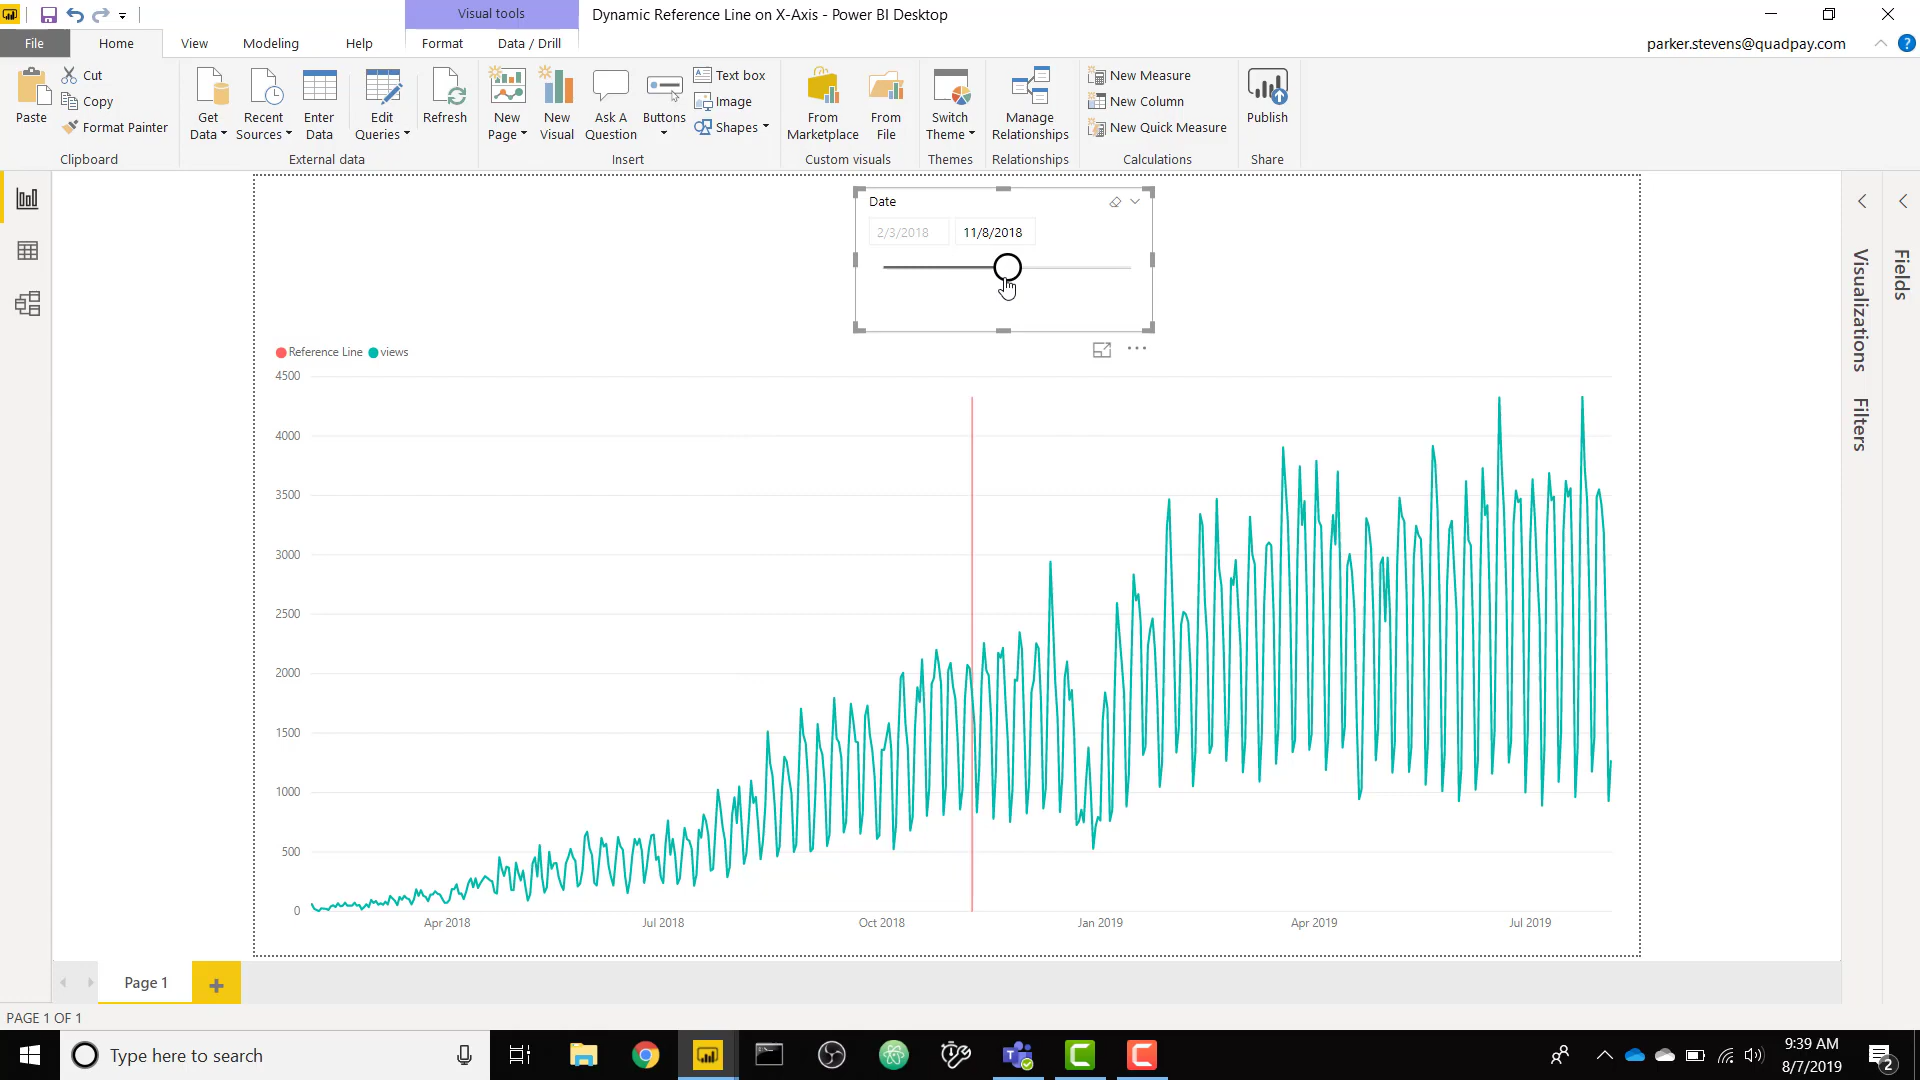 Visual tools
Dynamic Reference Line on X-Axis - Power BI Desktop
File
Home
View
Modeling
Help
Format
Data / Drill
parker.stevens@quadpay.com
?
Paste
Cut
Copy
Format Painter
Clipboard
Get
Data
Recent
Sources
Enter
Data
Edit
Queries
Refresh
External data
New
Page
New
Visual
Ask A
Question
Buttons
Text box
Image
Shapes
Insert
From
Marketplace
From
File
Custom visuals
Switch
Theme
Themes
Manage
Relationships
Relationships
New Measure
New Column
New Quick Measure
Calculations
Publish
Share
Date
2/3/2018
11/8/2018
Reference Line
views
4500
4000
3500
3000
2500
2000
1500
1000
500
0
Apr 2018
Jul 2018
Oct 2018
Jan 2019
Apr 2019
Jul 2019
Visualizations
Filters
Fields
Page 1
PAGE 1 OF 1
Type here to search
9:39 AM
8/7/2019
2